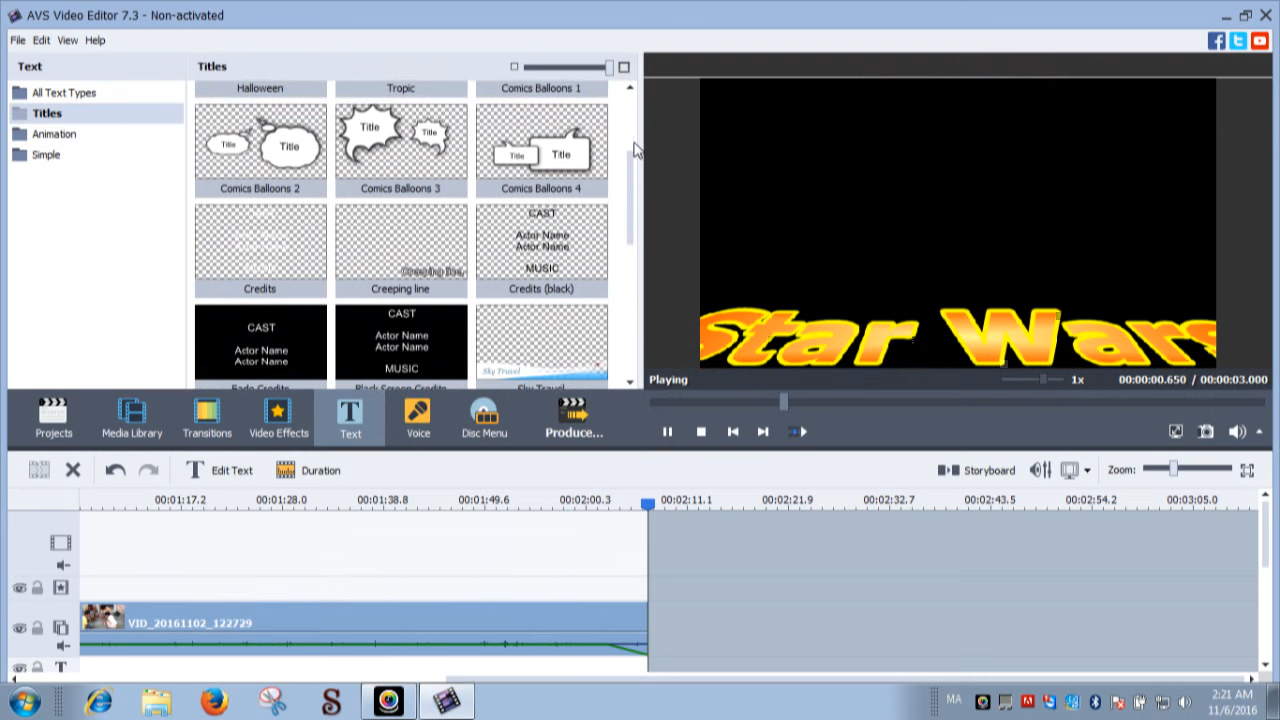 AVS Video Editor 7.3 - Non-activated
File Edit View Help
Text
Titles
All Text Types
Titles
Animation
Simple
Halloween
Tropic
Comics Balloons 1
Title
Title
Title
Title
Title
Title
Comics Balloons 2
Comics Balloons 3
Comics Balloons 4
Creeping line,
CAST
Actor Name
Actor Name
MUSIC
Credits
Creeping line
Credits (black)
CAST
Actor Name
Actor Name
CAST
Actor Name
Actor Name
MUSIC
Sky Travel
Fade Credits
Black Screen Credits
Sky Travel
Star Wars
Playing
1x
00:00:00.650 / 00:00:03.000
Projects
Media Library
Transitions
Video Effects
Text
Voice
Disc Menu
Produce...
Edit Text
Duration
Storyboard
Zoom:
00:01:17.2 00:01:28.0 00:01:38.8 00:01:49.6 00:02:00.3 00:02:11.1 00:02:21.9 00:02:32.7 00:02:43.5 00:02:54.2 00:03:05.0
VID_20161102_122729
T
MA
2:21 AM
11/6/2016